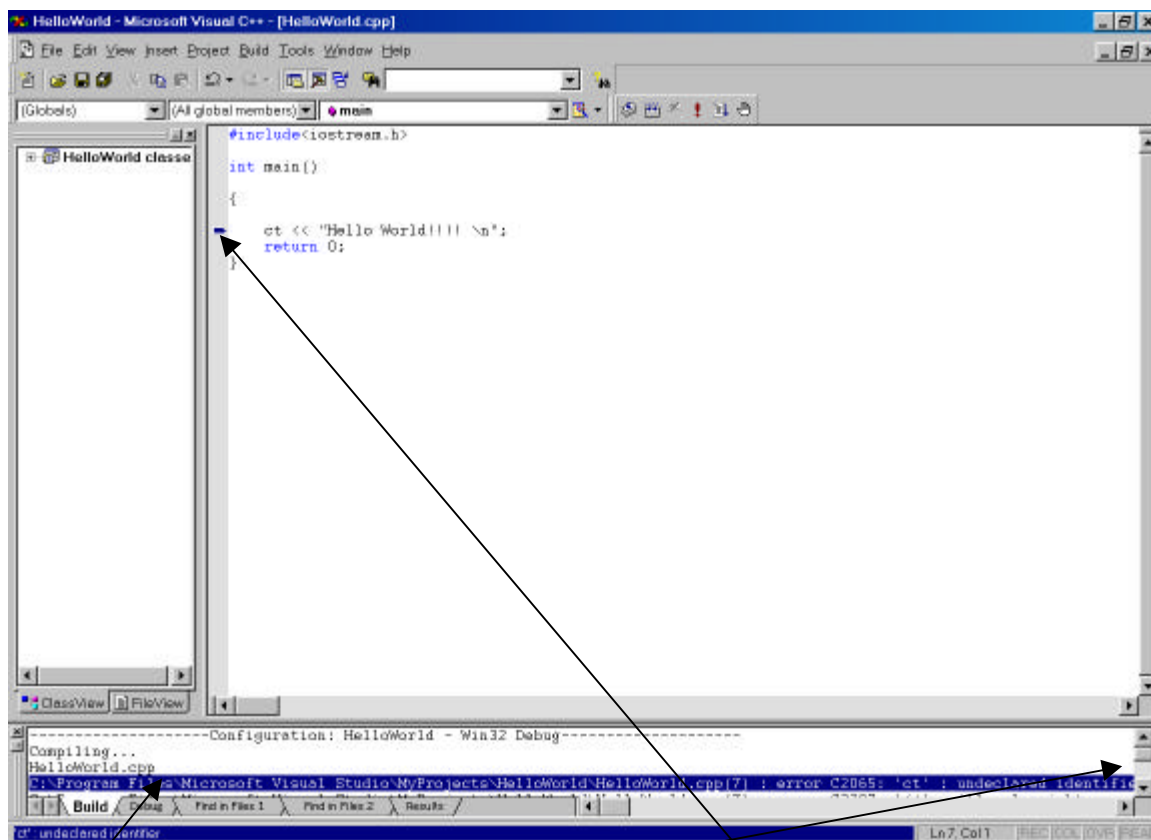 HelloWorld - Microsoft Visual C++ - [HelloWorld.cpp]
File Edit View Insert Project Build Tools Window Help
(Globals) (All global members) main
#include<iostream.h>
HelloWorld classe
int main()
{
ct << "Hello World!!!! \n";
return 0;
}
ClassView FileView
--------------------Configuration: HelloWorld - Win32 Debug--------------------
Compiling...
HelloWorld.cpp
C:\Program Files\Microsoft Visual Studio\MyProjects\HelloWorld\HelloWorld.cpp(7) : error C2065: 'ct' : undeclared identifie
Build Debug Find in Files 1 Find in Files 2 Results
'ct' : undeclared identifier Ln 7, Col 1 REC COL OVR READ